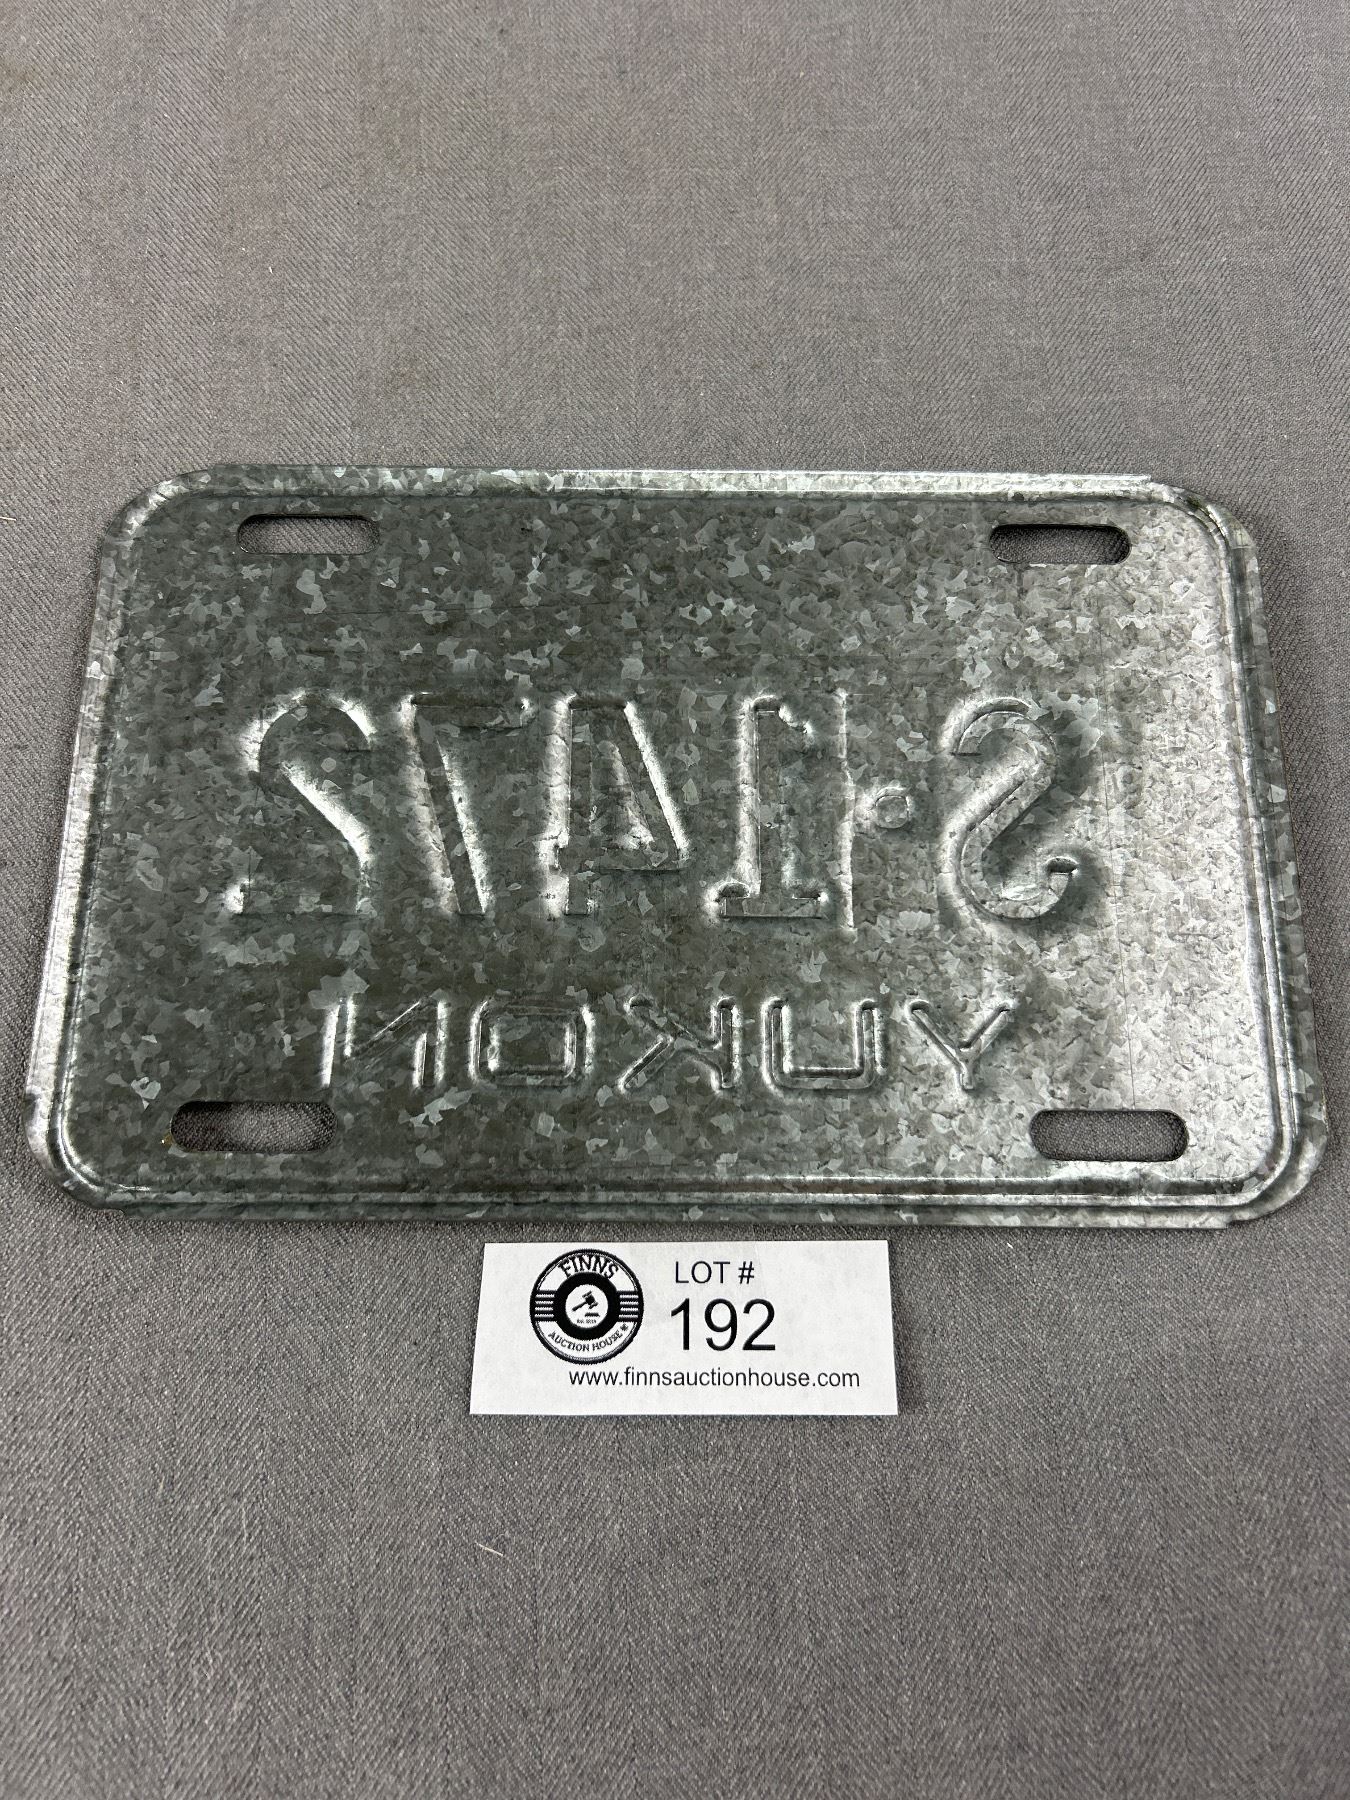 S·1472
YUKON
FINNS
AUCTION HOUSE
LOT #
192
www.finnsauctionhouse.com